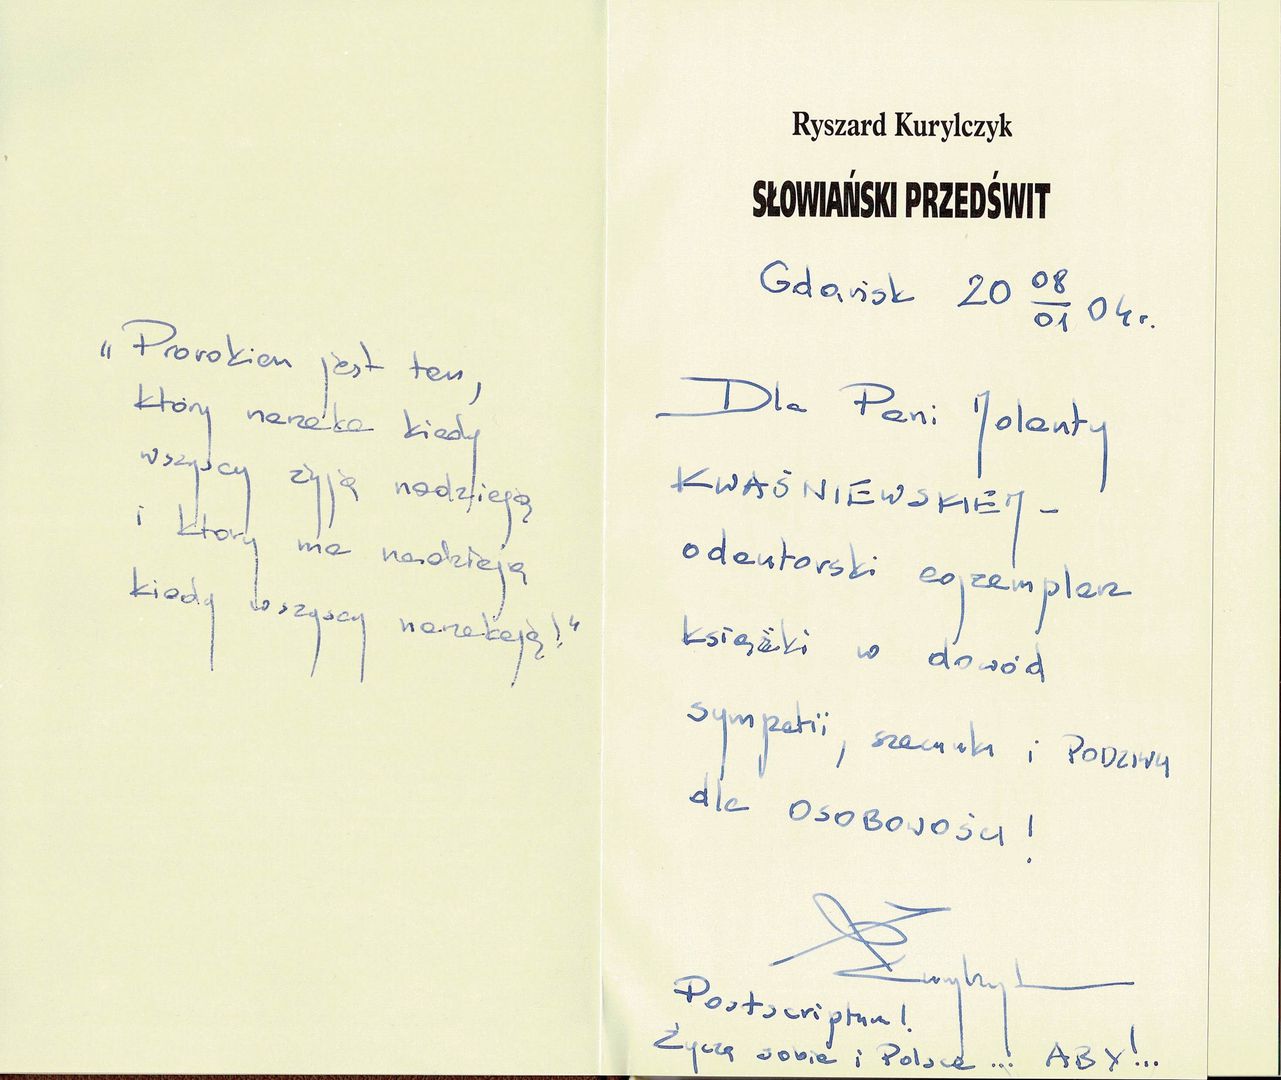 „Prorokiem jest ten,
który narzeka kiedy
wszyscy żyją nadzieją
i który ma nadzieję
kiedy wszyscy narzekają!"
Ryszard Kurylczyk
SŁOWIAŃSKI PRZEDŚWIT
Gdańsk 20 08/01 04r.
Dla Pani Jolanty
KWAŚNIEWSKIEJ –
odautorski egzemplarz
książki w dowód
sympatii, szacunku i PODZIWU
dla OSOBOWOŚCI!
Postscriptum!
Życzę sobie i Polsce...! ABY!...